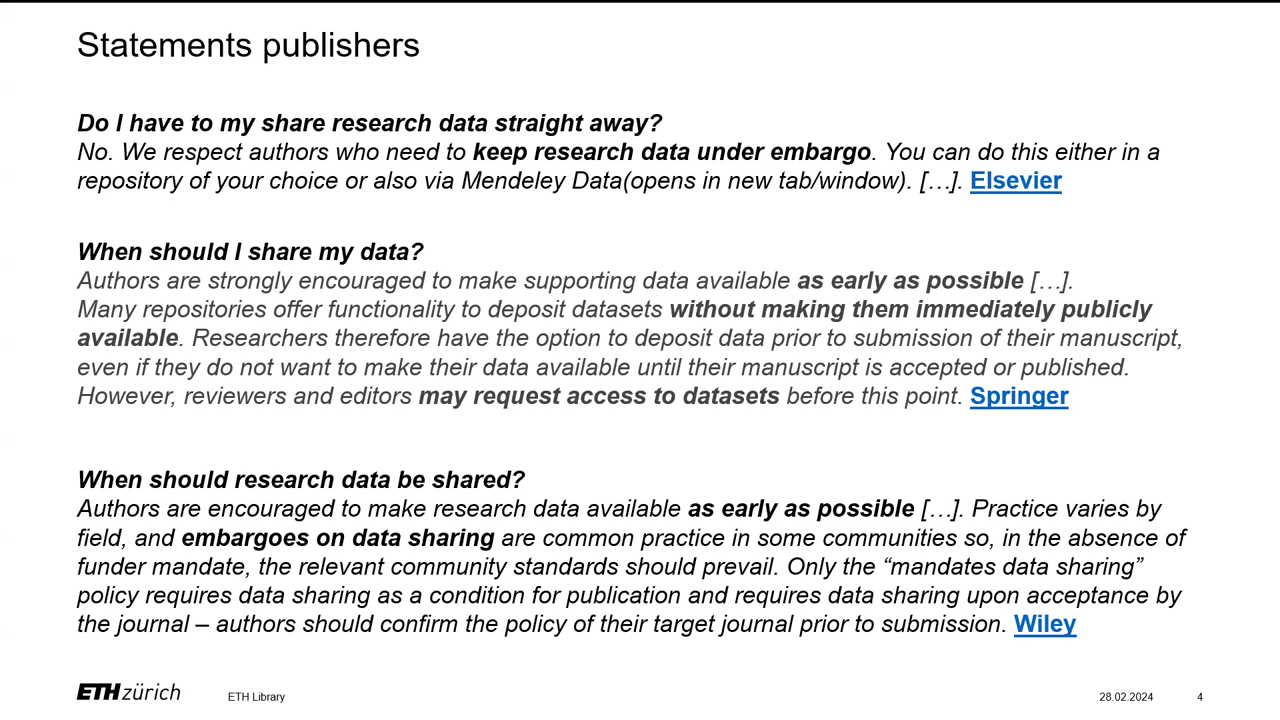 Statements publishers
Do I have to my share research data straight away?
No. We respect authors who need to keep research data under embargo. You can do this either in a
repository of your choice or also via Mendeley Data(opens in new tab/window). […]. Elsevier
When should I share my data?
Authors are strongly encouraged to make supporting data available as early as possible […].
Many repositories offer functionality to deposit datasets without making them immediately publicly
available. Researchers therefore have the option to deposit data prior to submission of their manuscript,
even if they do not want to make their data available until their manuscript is accepted or published.
However, reviewers and editors may request access to datasets before this point. Springer
When should research data be shared?
Authors are encouraged to make research data available as early as possible […]. Practice varies by
field, and embargoes on data sharing are common practice in some communities so, in the absence of
funder mandate, the relevant community standards should prevail. Only the “mandates data sharing”
policy requires data sharing as a condition for publication and requires data sharing upon acceptance by
the journal – authors should confirm the policy of their target journal prior to submission. Wiley
ETH zürich ETH Library 28.02.2024 4